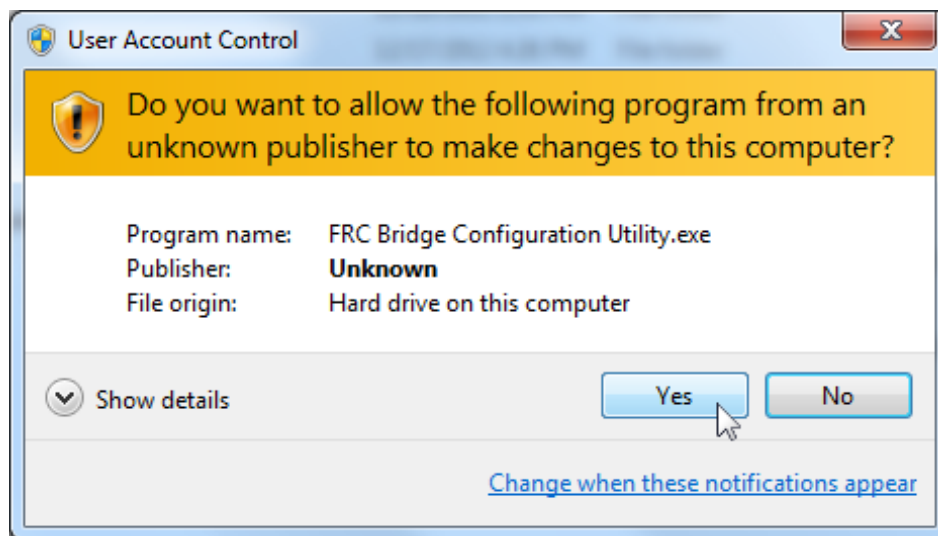 User Account Control
Do you want to allow the following program from an
unknown publisher to make changes to this computer?
Program name: FRC Bridge Configuration Utility.exe
Publisher: Unknown
File origin: Hard drive on this computer
Show details
Yes No
Change when these notifications appear